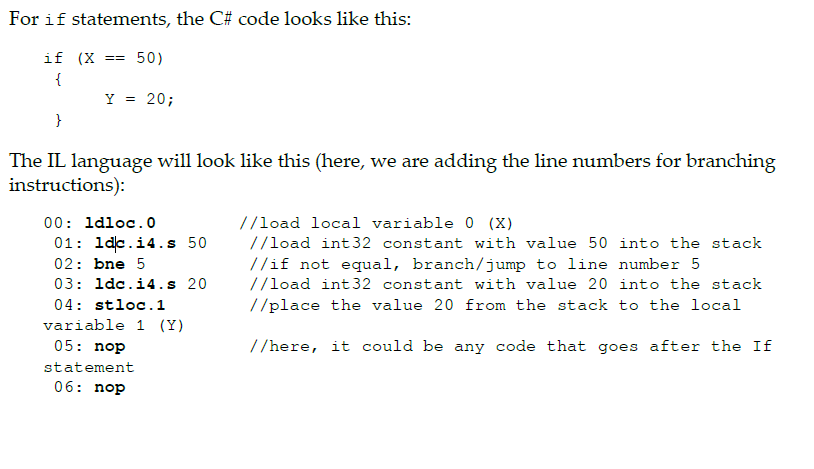 For if statements, the C# code looks like this:
if (X == 50)
{
Y = 20;
}
The IL language will look like this (here, we are adding the line numbers for branching
instructions):
00: ldloc.0 //load local variable 0 (X)
01: ldc.i4.s 50 //load int32 constant with value 50 into the stack
02: bne 5 //if not equal, branch/jump to line number 5
03: ldc.i4.s 20 //load int32 constant with value 20 into the stack
04: stloc.1 //place the value 20 from the stack to the local
variable 1 (Y)
05: nop //here, it could be any code that goes after the If
statement
06: nop